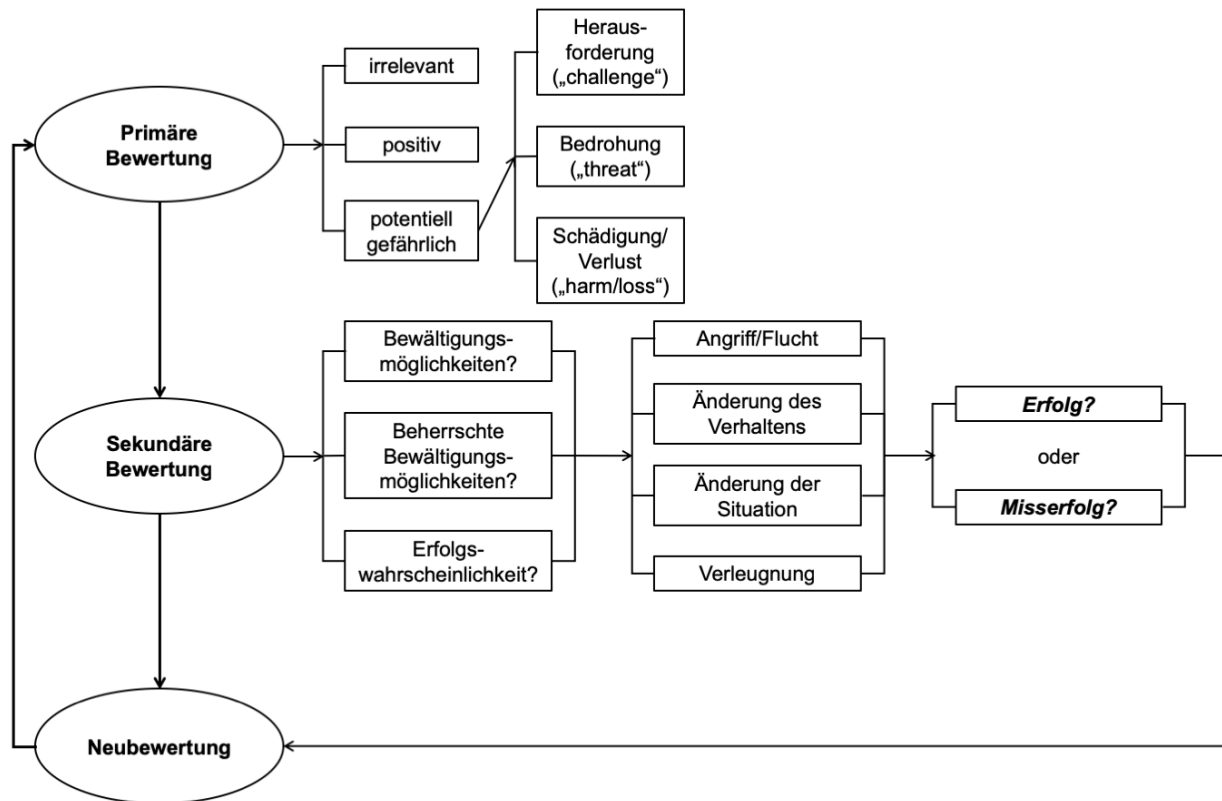 Primäre
Bewertung
irrelevant
positiv
potentiell
gefährlich
Heraus-
forderung
(„challenge“)
Bedrohung
(„threat“)
Schädigung/
Verlust
(„harm/loss“)
Sekundäre
Bewertung
Bewältigungs-
möglichkeiten?
Beherrschte
Bewältigungs-
möglichkeiten?
Erfolgs-
wahrscheinlichkeit?
Angriff/Flucht
Änderung des
Verhaltens
Änderung der
Situation
Verleugnung
Erfolg?
oder
Misserfolg?
Neubewertung